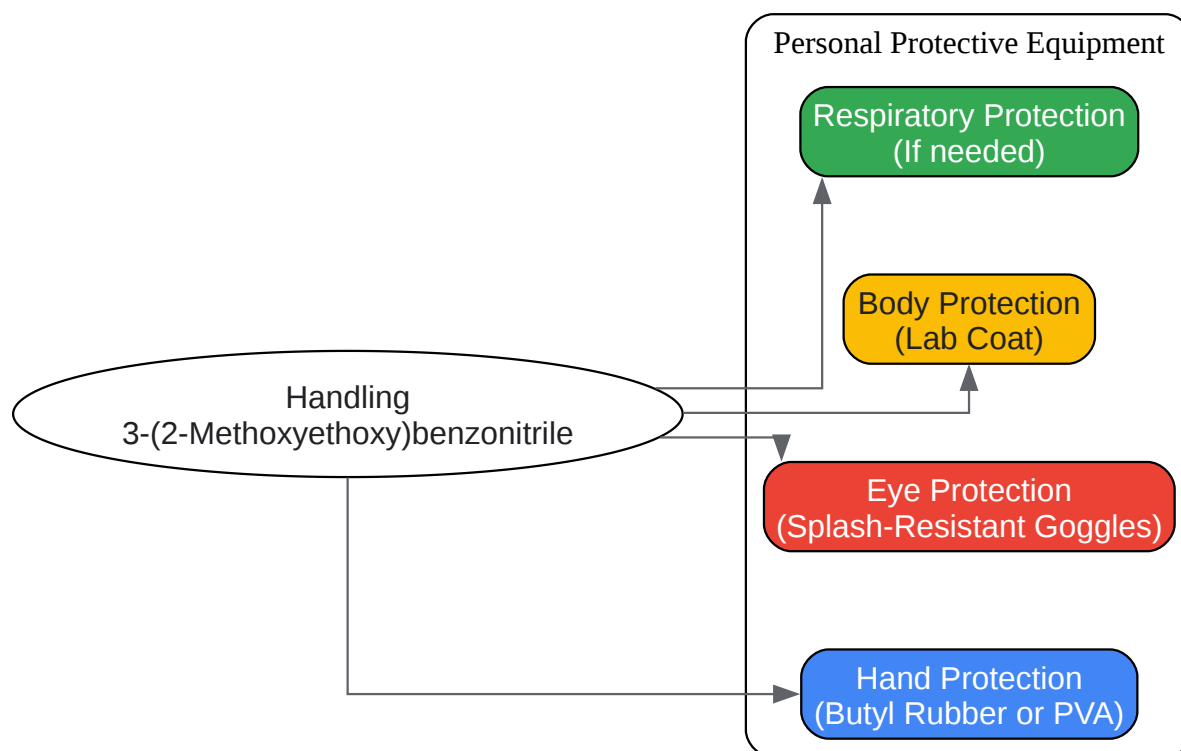 Personal Protective Equipment
Respiratory Protection
(If needed)
Body Protection
(Lab Coat)
Handling
3-(2-Methoxyethoxy)benzonitrile
Eye Protection
(Splash-Resistant Goggles)
Hand Protection
(Butyl Rubber or PVA)